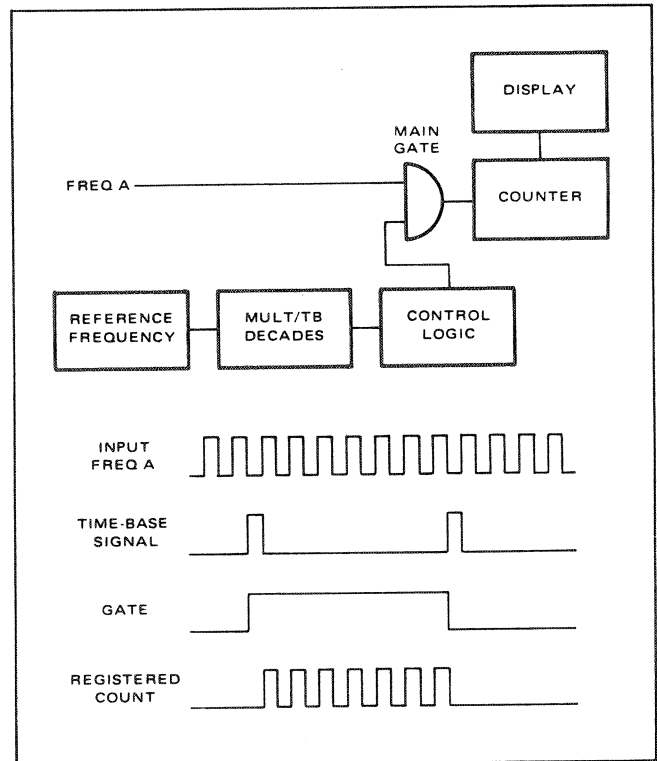 DISPLAY
MAIN
GATE
FREQ A
COUNTER
REFERENCE
FREQUENCY
MULT/TB
DECADES
CONTROL
LOGIC
INPUT
FREQ A
TIME-BASE
SIGNAL
GATE
REGISTERED
COUNT